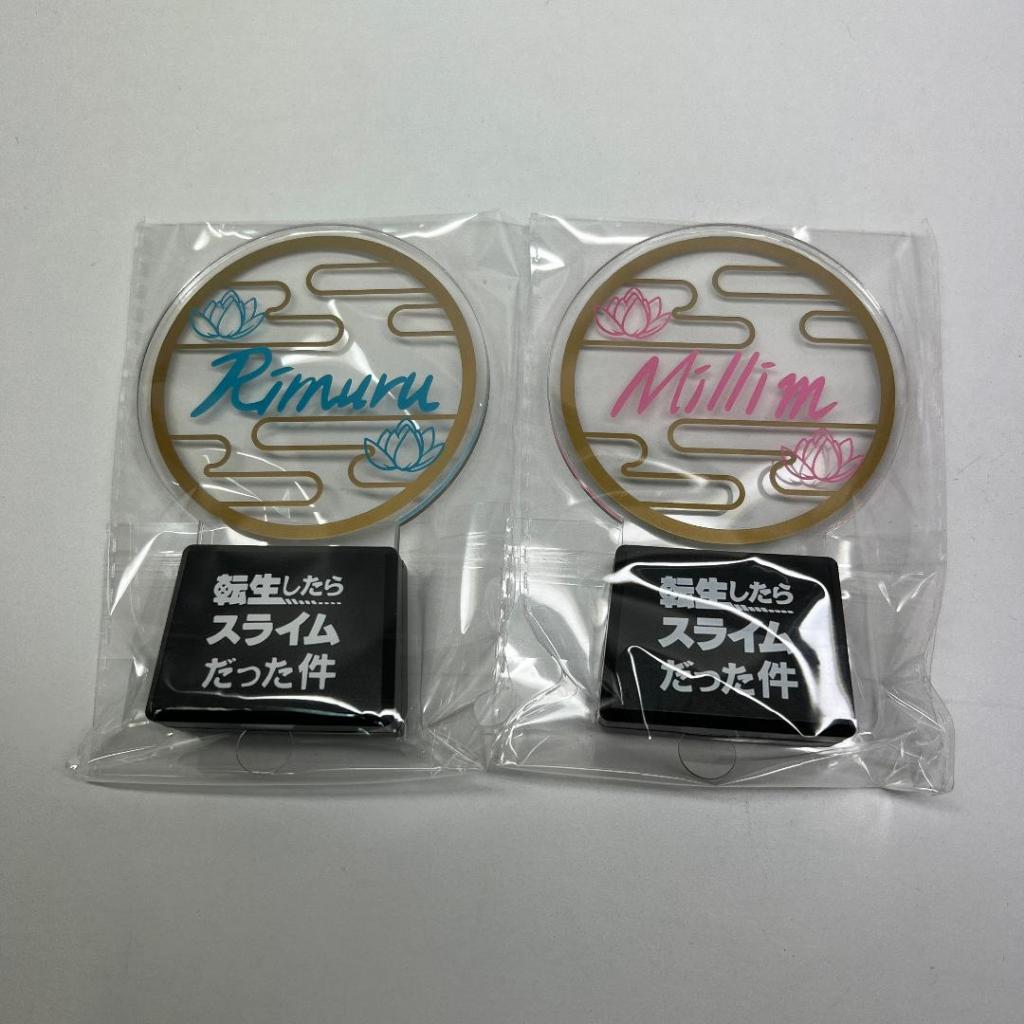 Rimuru
転生したら
スライム
だった件
Millim
転生したら
スライム
だった件